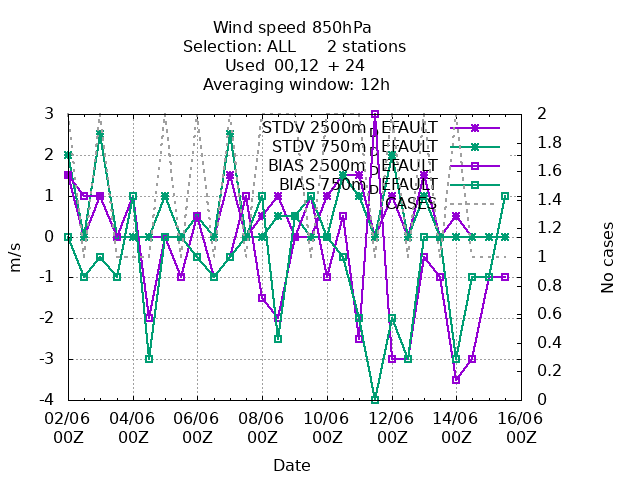 Wind speed 850hPa
Selection: ALL 2 stations
Used 00,12 + 24
Averaging window: 12h
STDV 2500m DEFAULT
STDV 750m DEFAULT
BIAS 2500m DEFAULT
BIAS 750m DEFAULT
CASES
3
2
1
0
-1
-2
-3
-4
m/s
2
1.8
1.6
1.4
1.2
1
0.8
0.6
0.4
0.2
0
No cases
02/06 04/06 06/06 08/06 10/06 12/06 14/06 16/06
00Z 00Z 00Z 00Z 00Z 00Z 00Z 00Z
Date